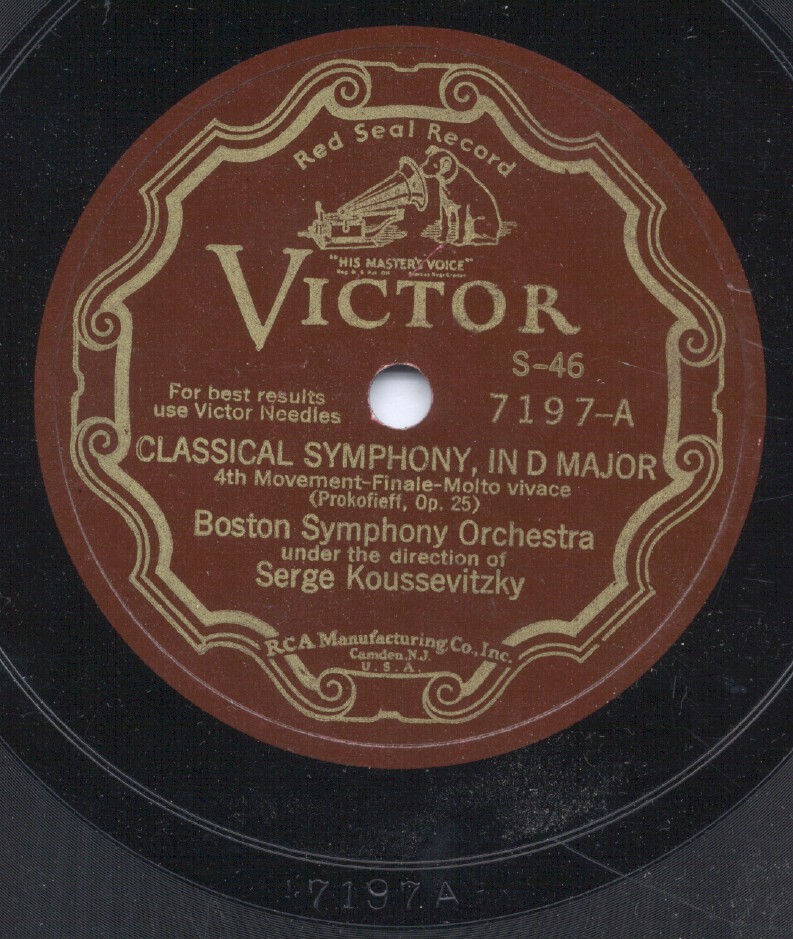 Red Seal Record
"HIS MASTER'S VOICE"
VICTOR
S-46
For best results
use Victor Needles
7197-A
CLASSICAL SYMPHONY, IN D MAJOR
4th Movement-Finale-Molto vivace
(Prokofieff, Op. 25)
Boston Symphony Orchestra
under the direction of
Serge Koussevitzky
RCA Manufacturing Co., Inc.
Camden, N.J.
U.S.A.
7197 A